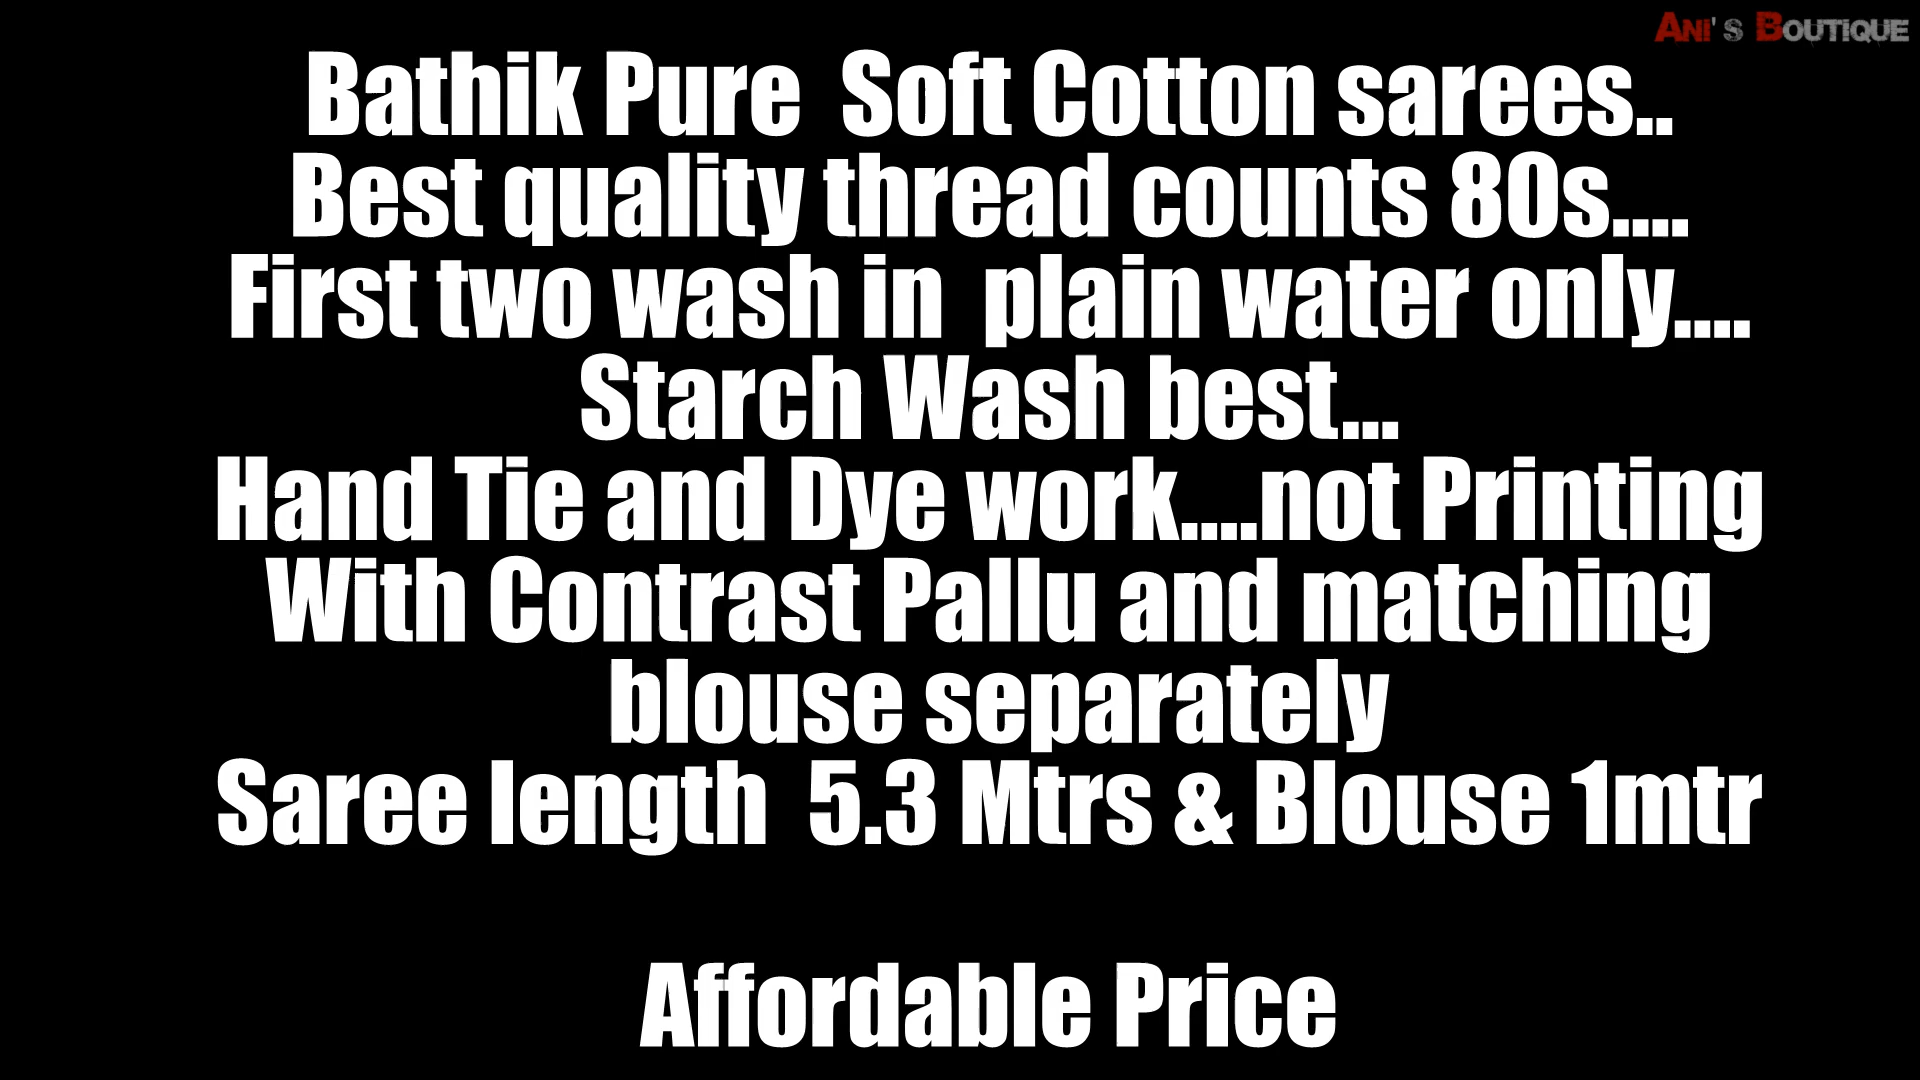 Ani's Boutique
Bathik Pure  Soft Cotton sarees..
Best quality thread counts 80s....
First two wash in  plain water only....
Starch Wash best...
Hand Tie and Dye work....not Printing
With Contrast Pallu and matching
blouse separately
Saree length  5.3 Mtrs & Blouse 1mtr
Affordable Price